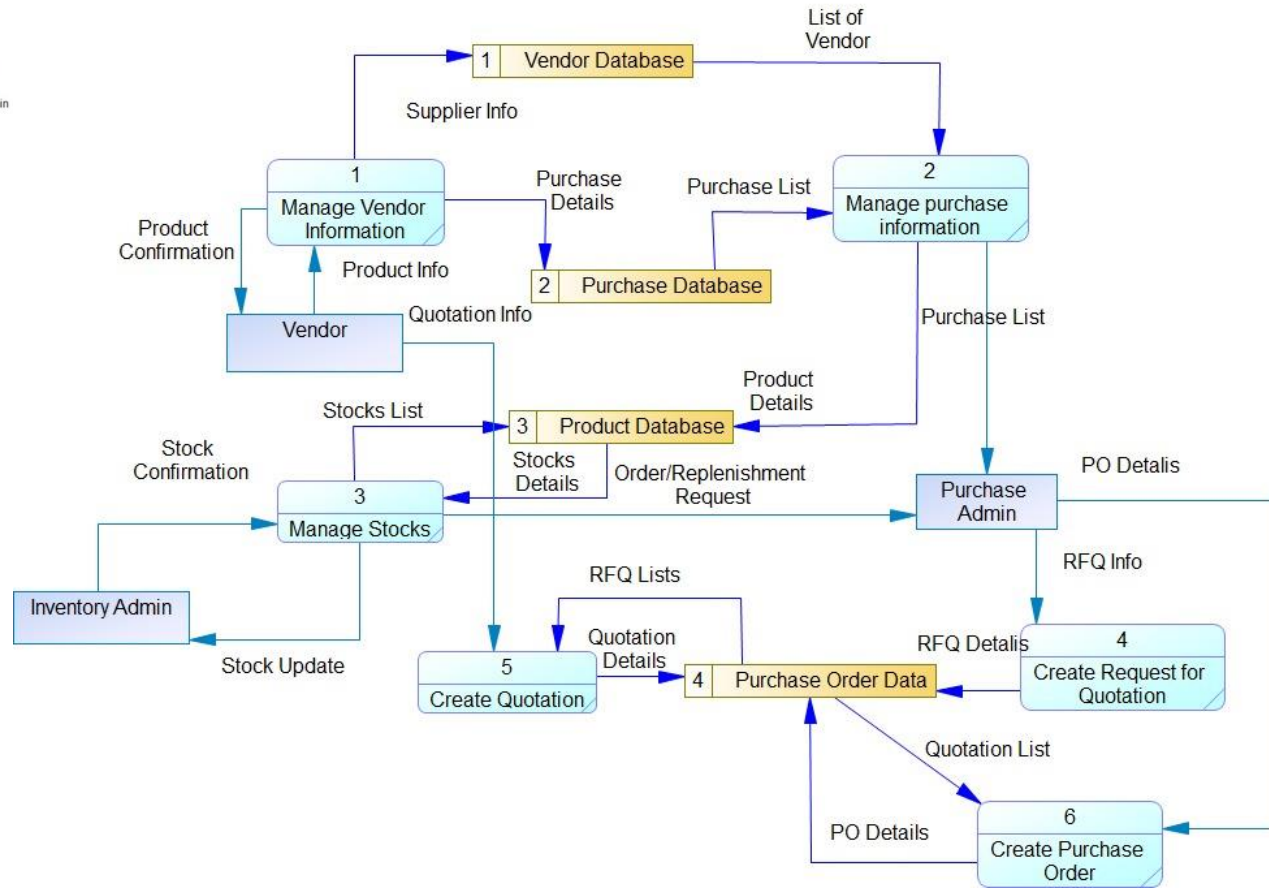 List of
Vendor
1 Vendor Database
in
Supplier Info
1
Manage Vendor
Information
Purchase
Details
Purchase List
2
Manage purchase
information
Product
Confirmation
Product Info
2 Purchase Database
Quotation Info
Vendor
Purchase List
Product
Details
Stocks List
3 Product Database
Stock
Confirmation
Stocks
Details
Order/Replenishment
Request
PO Detalis
3
Manage Stocks
Purchase
Admin
RFQ Info
RFQ Lists
Inventory Admin
Stock Update
Quotation
Details
RFQ Detalis
4
Create Request for
Quotation
5
Create Quotation
4 Purchase Order Data
Quotation List
PO Details
6
Create Purchase
Order